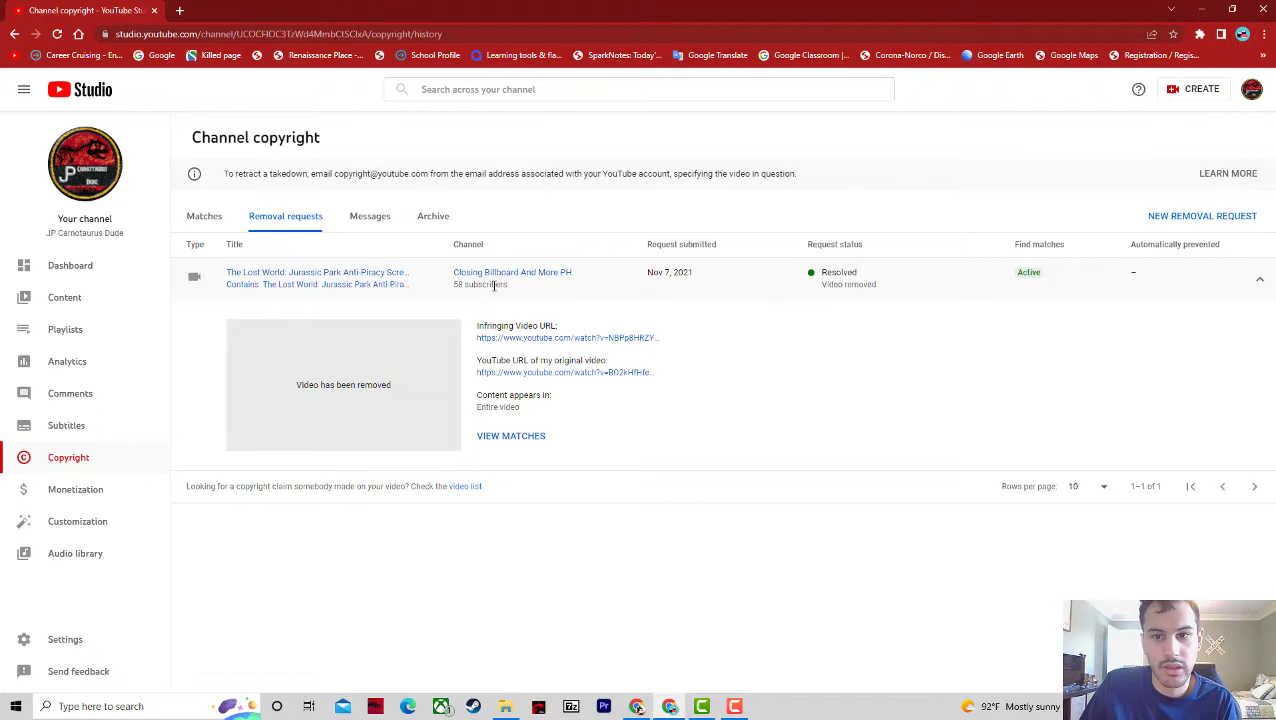 Channel copyright - YouTube Stu
studio.youtube.com/channel/UCOCFIOC3TzWd4MmbCtSCIxA/copyright/history
Career Cruising - En...
Killed page
Renaissance Place -...
School Profile
Learning tools & flas...
SparkNotes: Today'...
Google Translate
Google Classroom |...
Corona-Norco / Dis...
Google Earth
Google Maps
Registration / Enroll...
Studio
Search across your channel
CREATE
Channel copyright
To retract a takedown, email copyright@youtube.com from the email address associated with your YouTube account, specifying the video in question.
LEARN MORE
JP
CARNOTAURUS
DUDE
Your channel
JP Carnotaurus Dude
Matches
Removal requests
Messages
Archive
NEW REMOVAL REQUEST
Type
Title
Channel
Request submitted
Request status
Find matches
Automatically prevented
The Lost World: Jurassic Park Anti-Piracy Scre...
Contains: The Lost World: Jurassic Park Anti-Pira...
Closing Billboard And More PH
58 subscribers
Nov 7, 2021
Resolved
Video removed
Active
–
Video has been removed
Infringing Video URL:
https://www.youtube.com/watch?v=NBPp8HRZY...
YouTube URL of my original video:
https://www.youtube.com/watch?v=BO2kHfHfe...
Content appears in:
Entire video
VIEW MATCHES
Looking for a copyright claim somebody made on your video? Check the video list.
Rows per page:
10
1–1 of 1
Dashboard
Content
Playlists
Analytics
Comments
Subtitles
Copyright
Monetization
Customization
Audio library
Settings
Send feedback
Type here to search
92°F Mostly sunny